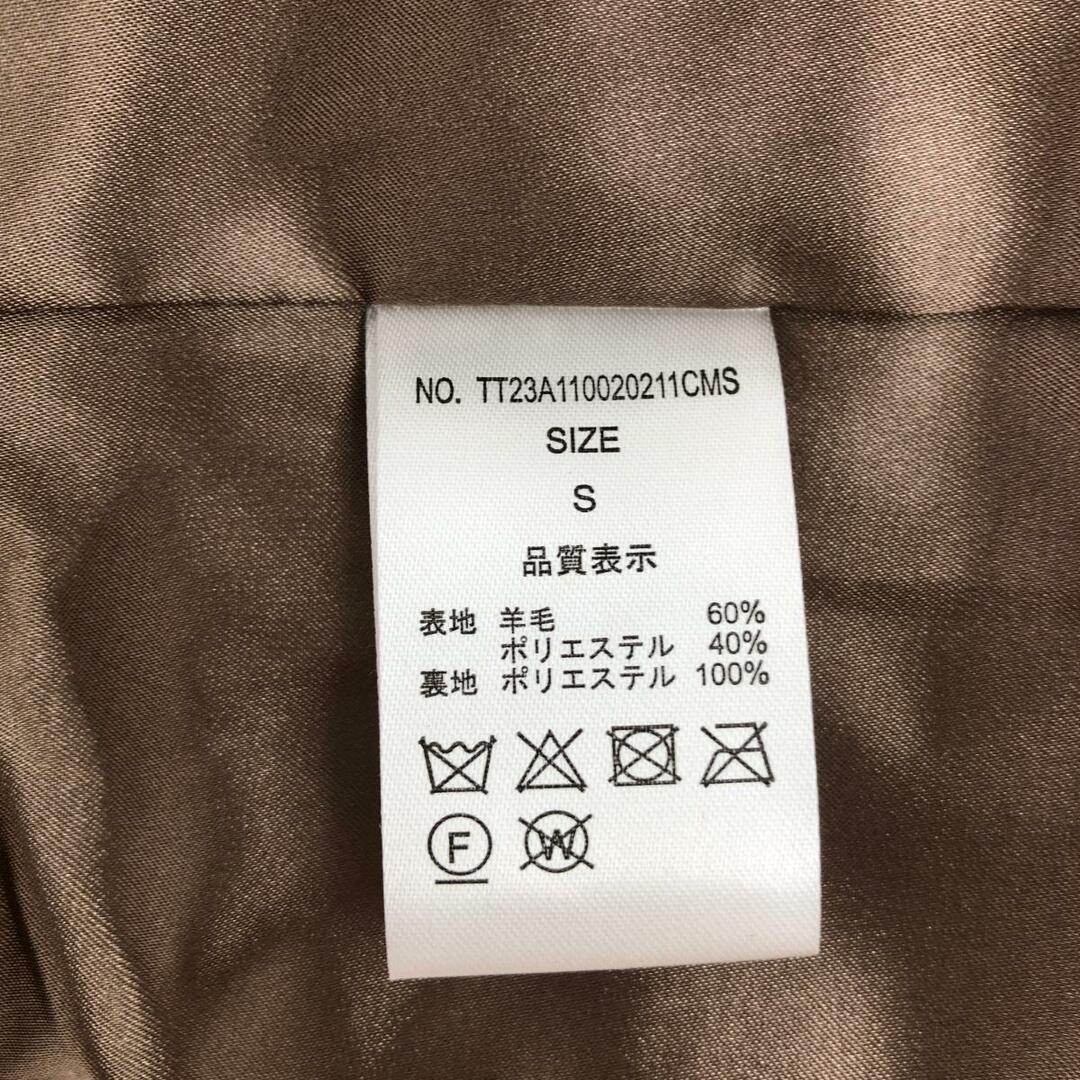 NO. TT23A110020211CMS
SIZE
S
品質表示
表地 羊毛 60%
ポリエステル 40%
裏地 ポリエステル 100%
F W